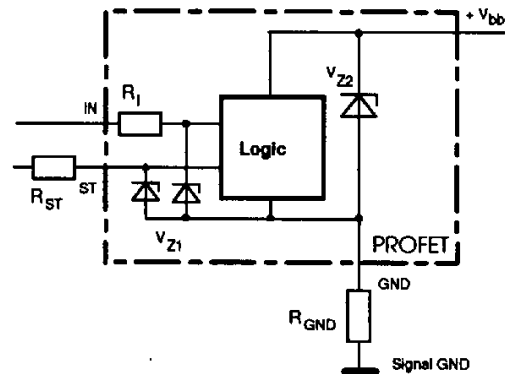 + Vbb
VZ2
IN
RI
Logic
RST
ST
VZ1
PROFET
GND
RGND
Signal GND